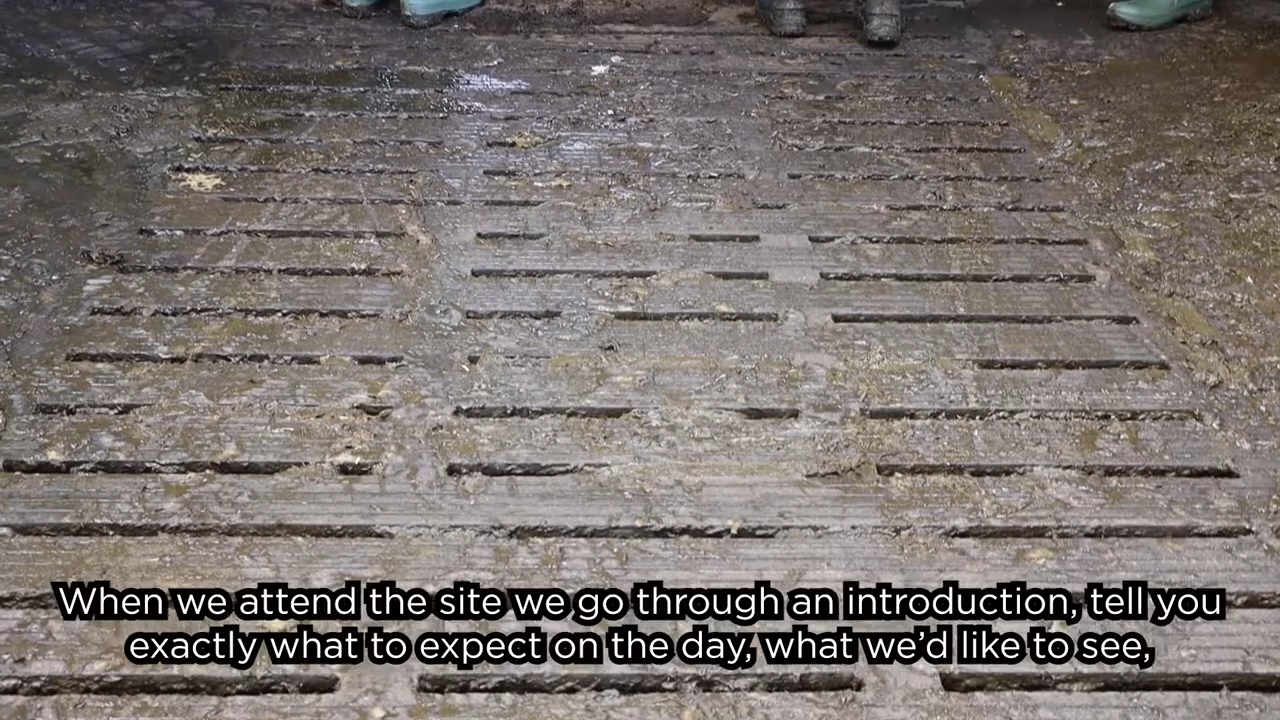 When we attend the site we go through an introduction, tell you
exactly what to expect on the day, what we’d like to see,